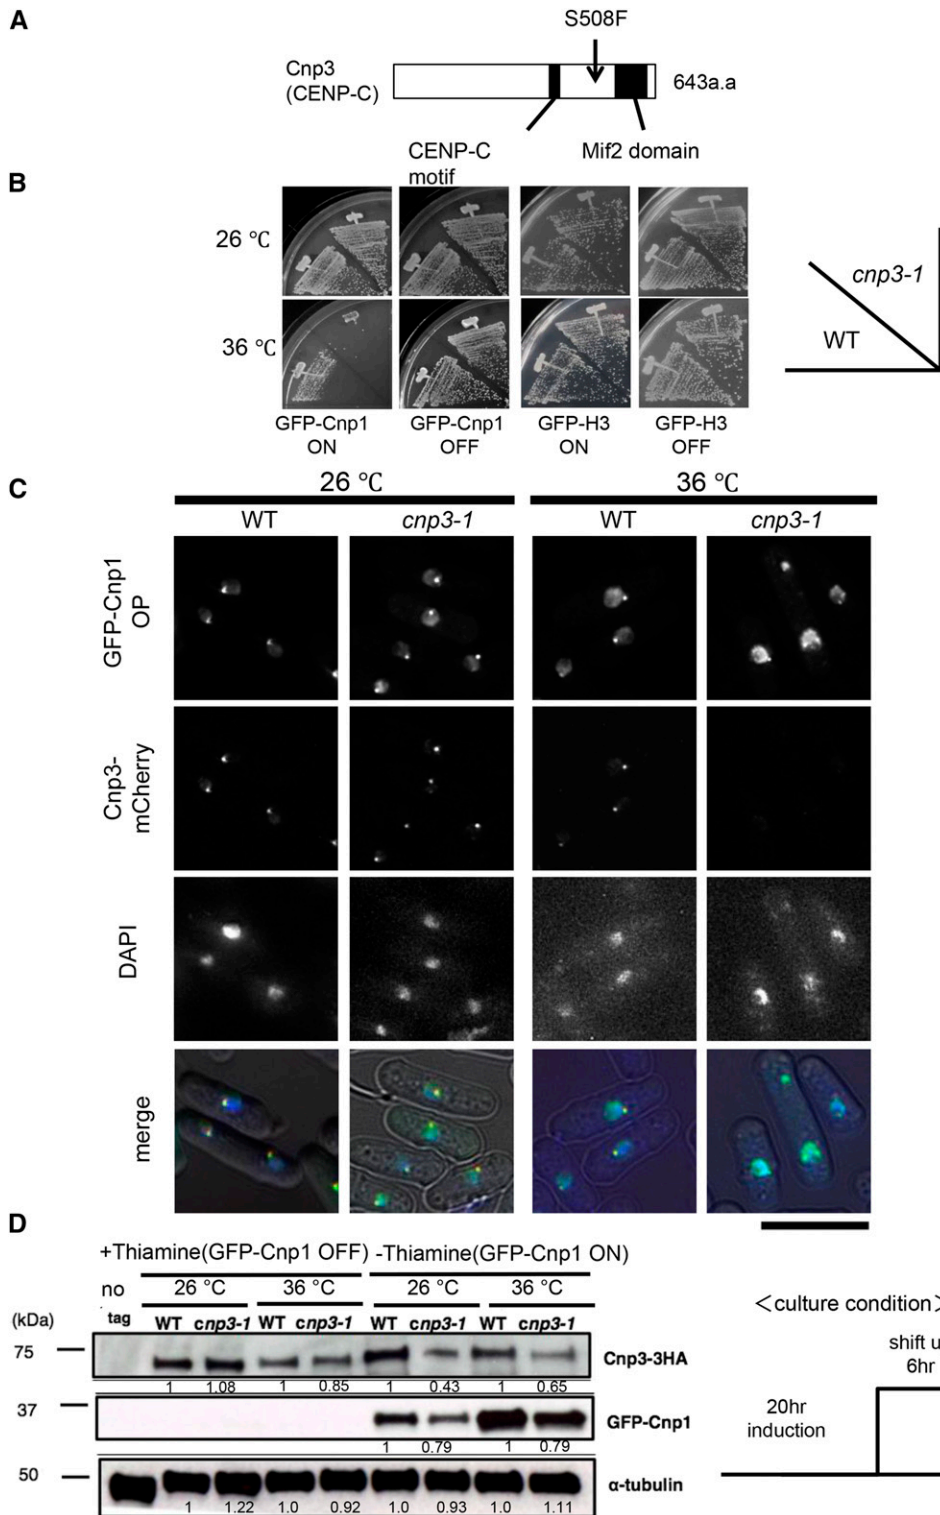 A
S508F
Cnp3
(CENP-C)
643a.a
CENP-C
motif
Mif2 domain
B
26 ℃
36 ℃
cnp3-1
WT
GFP-Cnp1
ON
GFP-Cnp1
OFF
GFP-H3
ON
GFP-H3
OFF
C
26 ℃
36 ℃
WT
cnp3-1
WT
cnp3-1
GFP-Cnp1
OP
Cnp3-
mCherry
DAPI
merge
D
+Thiamine(GFP-Cnp1 OFF)
-Thiamine(GFP-Cnp1 ON)
no
tag
26 °C
36 °C
26 °C
36 °C
(kDa)
WT cnp3-1 WT cnp3-1 WT cnp3-1 WT cnp3-1
75
Cnp3-3HA
1 1.08 1 0.85 1 0.43 1 0.65
37
GFP-Cnp1
1 0.79 1 0.79
50
α-tubulin
1 1.22 1.0 0.92 1.0 0.93 1.0 1.11
＜culture condition＞
shift u
6hr
20hr
induction